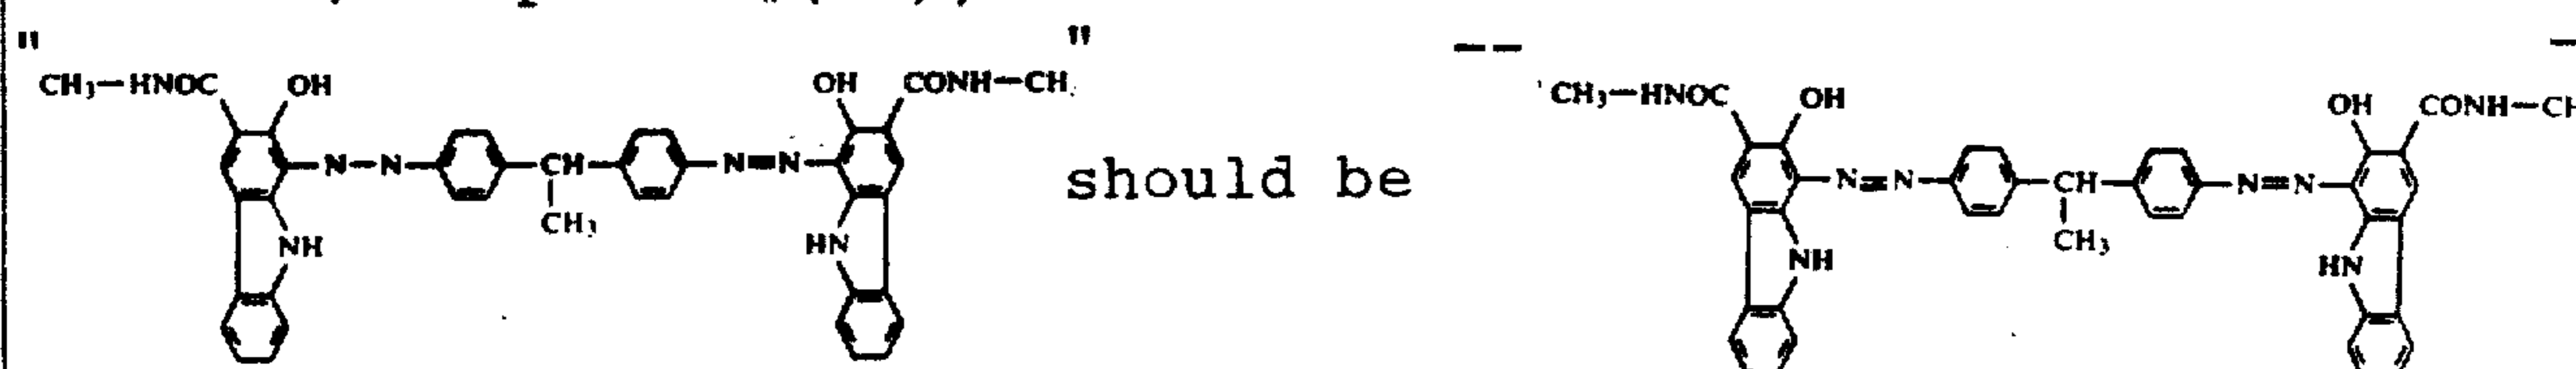 " " -- -
CH₃-HNOC OH OH CONH-CH CH₃-HNOC OH OH CONH-CH
N-N CH N=N should be N=N CH N=N
CH₃ CH₃
NH HN NH HN